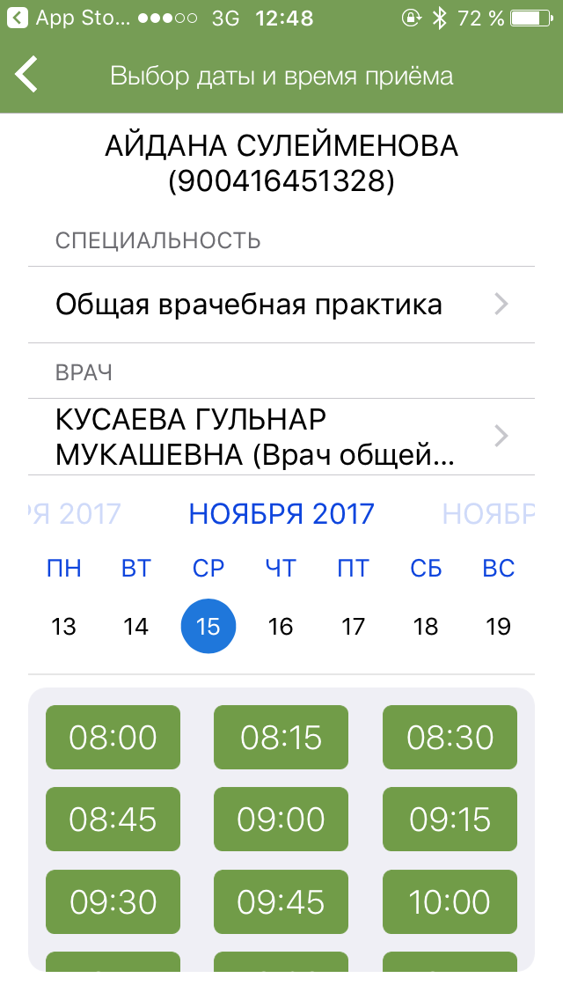 App Sto... 3G 12:48 72 %
Выбор даты и время приёма
АЙДАНА СУЛЕЙМЕНОВА
(900416451328)
СПЕЦИАЛЬНОСТЬ
Общая врачебная практика
ВРАЧ
КУСАЕВА ГУЛЬНАР
МУКАШЕВНА (Врач общей...
Я 2017 НОЯБРЯ 2017 НОЯБР
ПН ВТ СР ЧТ ПТ СБ ВС
13 14 15 16 17 18 19
08:00 08:15 08:30
08:45 09:00 09:15
09:30 09:45 10:00